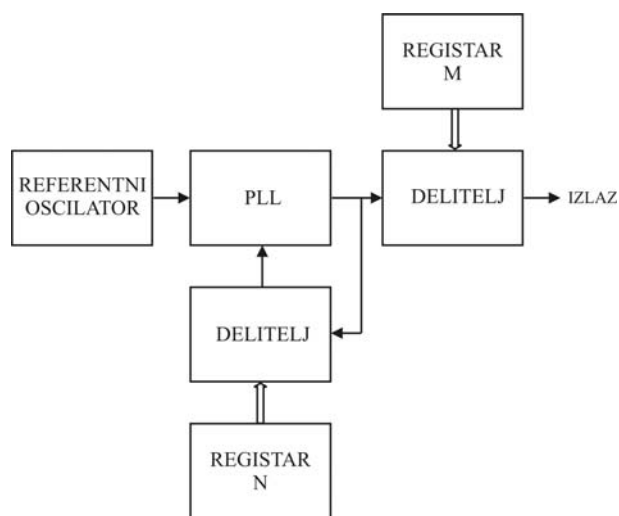 REGISTAR
M
REFERENTNI
OSCILATOR
PLL
DELITELJ
IZLAZ
DELITELJ
REGISTAR
N